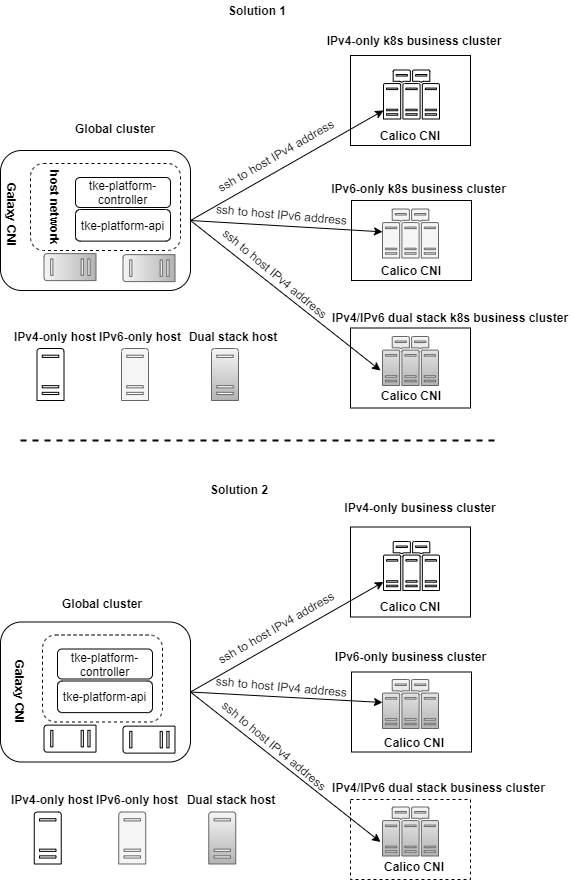 Solution 1
IPv4-only k8s business cluster
Calico CNI
Global cluster
Galaxy CNI
host network
tke-platform-
controller
tke-platform-api
ssh to host IPv4 address
ssh to host IPv6 address
ssh to host IPv4 address
IPv6-only k8s business cluster
Calico CNI
IPv4/IPv6 dual stack k8s business cluster
Calico CNI
IPv4-only host
IPv6-only host
Dual stack host
Solution 2
IPv4-only business cluster
Calico CNI
Global cluster
Galaxy CNI
tke-platform-
controller
tke-platform-api
ssh to host IPv4 address
ssh to host IPv4 address
ssh to host IPv4 address
IPv6-only business cluster
Calico CNI
IPv4/IPv6 dual stack business cluster
Calico CNI
IPv4-only host
IPv6-only host
Dual stack host